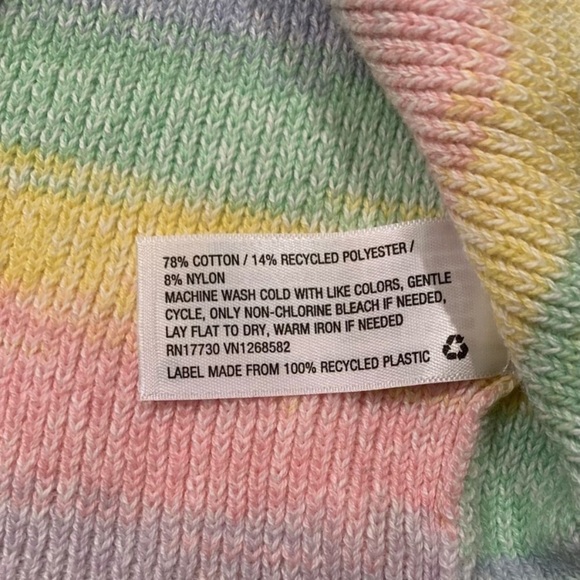 78% COTTON / 14% RECYCLED POLYESTER /
8% NYLON
MACHINE WASH COLD WITH LIKE COLORS, GENTLE
CYCLE, ONLY NON-CHLORINE BLEACH IF NEEDED,
LAY FLAT TO DRY, WARM IRON IF NEEDED
RN17730 VN1268582
LABEL MADE FROM 100% RECYCLED PLASTIC